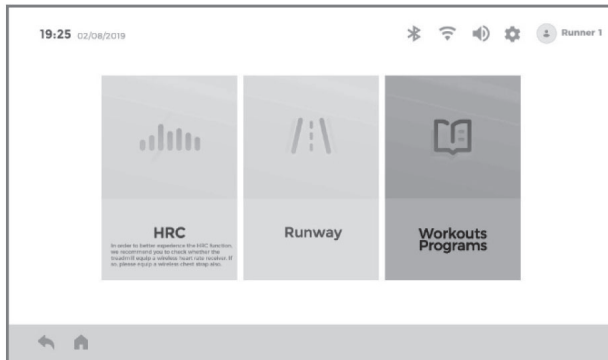 19:25 02/08/2019
Runner 1
HRC
In order to better experience the HRC function,
we recommend you to check whether the
treadmill equip a wireless heart rate receiver. If
so, please equip a wireless chest strap also.
Runway
Workouts
Programs